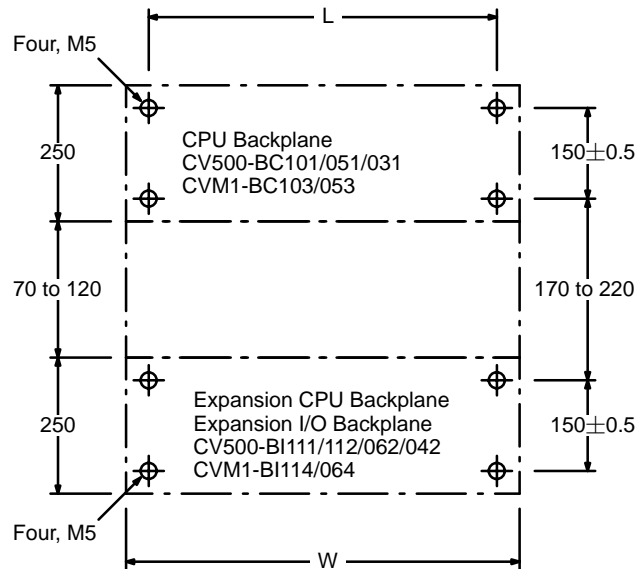 L
Four, M5
250
CPU Backplane
CV500-BC101/051/031
CVM1-BC103/053
150±0.5
70 to 120
170 to 220
250
Expansion CPU Backplane
Expansion I/O Backplane
CV500-BI111/112/062/042
CVM1-BI114/064
150±0.5
Four, M5
W